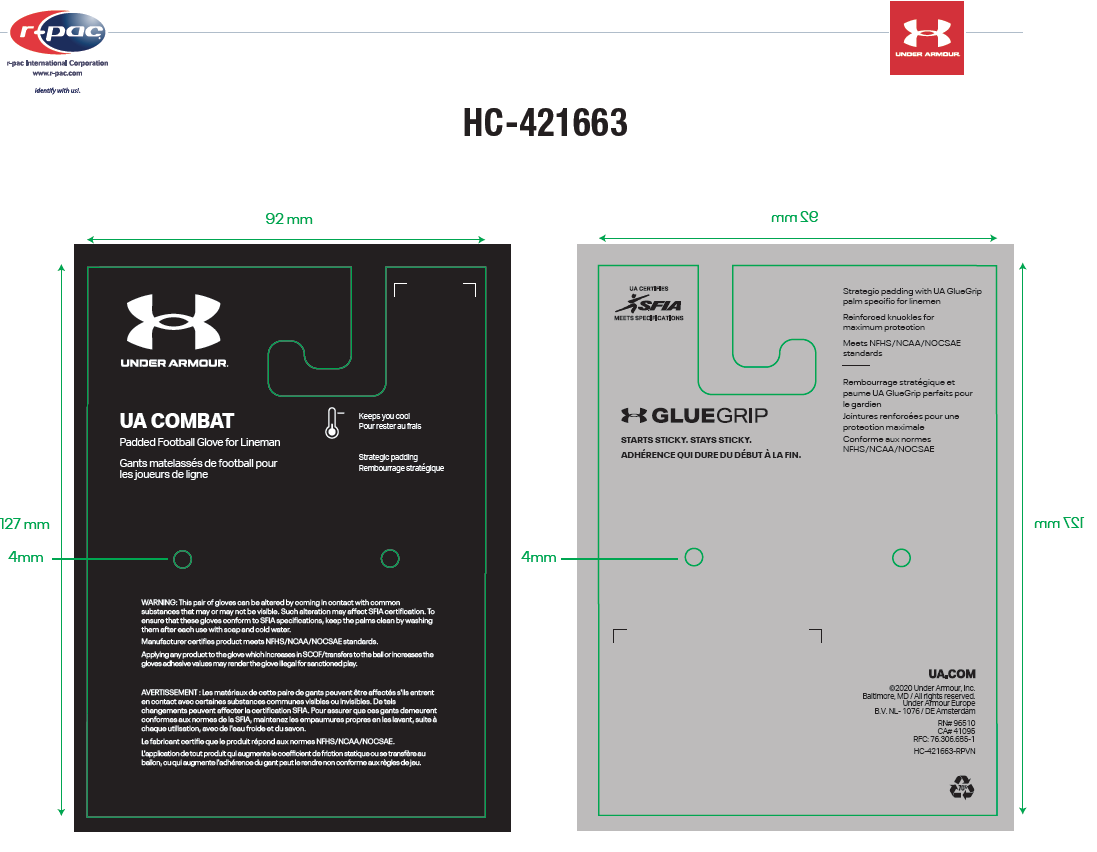 r-pac
r-pac International Corporation
www.r-pac.com
Identify with us!.
UNDER ARMOUR.
HC-421663
92 mm
127 mm
4mm
UNDER ARMOUR.
UA COMBAT
Padded Football Glove for Lineman
Gants matelassés de football pour
les joueurs de ligne
Keeps you cool
Pour rester au frais
Strategic padding
Rembourrage stratégique
WARNING: This pair of gloves can be altered by coming in contact with common
substances that may or may not be visible. Such alteration may affect SFIA certification. To
ensure that these gloves conform to SFIA specifications, keep the palms clean by washing
them after each use with soap and cold water.
Manufacturer certifies product meets NFHS/NCAA/NOCSAE standards.
Applying any product to the glove which increases in SCOF/transfers to the ball or increases the
gloves adhesive values may render the glove illegal for sanctioned play.
AVERTISSEMENT : Les matériaux de cette paire de gants peuvent être affectés s'ils entrent
en contact avec certaines substances communes visibles ou invisibles. De tels
changements peuvent affecter la certification SFIA. Pour assurer que ces gants demeurent
conformes aux normes de la SFIA, maintenez les empaumures propres en les lavant, suite à
chaque utilisation, avec de l'eau froide et du savon.
Le fabricant certifie que le produit répond aux normes NFHS/NCAA/NOCSAE.
L'application de tout produit qui augmente le coefficient de friction statique ou se transfère au
ballon, ou qui augmente l'adhérence du gant peut le rendre non conforme aux règles de jeu.
92 mm
127 mm
4mm
UA CERTIFIES
SFIA
MEETS SPECIFICATIONS
Strategic padding with UA GlueGrip
palm specific for linemen
Reinforced knuckles for
maximum protection
Meets NFHS/NCAA/NOCSAE
standards
Rembourrage stratégique et
paume UA GlueGrip parfaits pour
le gardien
Jointures renforcées pour une
protection maximale
Conforme aux normes
NFHS/NCAA/NOCSAE
GLUEGRIP
STARTS STICKY. STAYS STICKY.
ADHÉRENCE QUI DURE DU DÉBUT À LA FIN.
UA.COM
©2020 Under Armour, Inc.
Baltimore, MD / All rights reserved.
Under Armour Europe
B.V. NL- 1076 / DE Amsterdam
RN# 96510
CA# 41095
RFC: 76.306.655-1
HC-421663-RPVN
70%